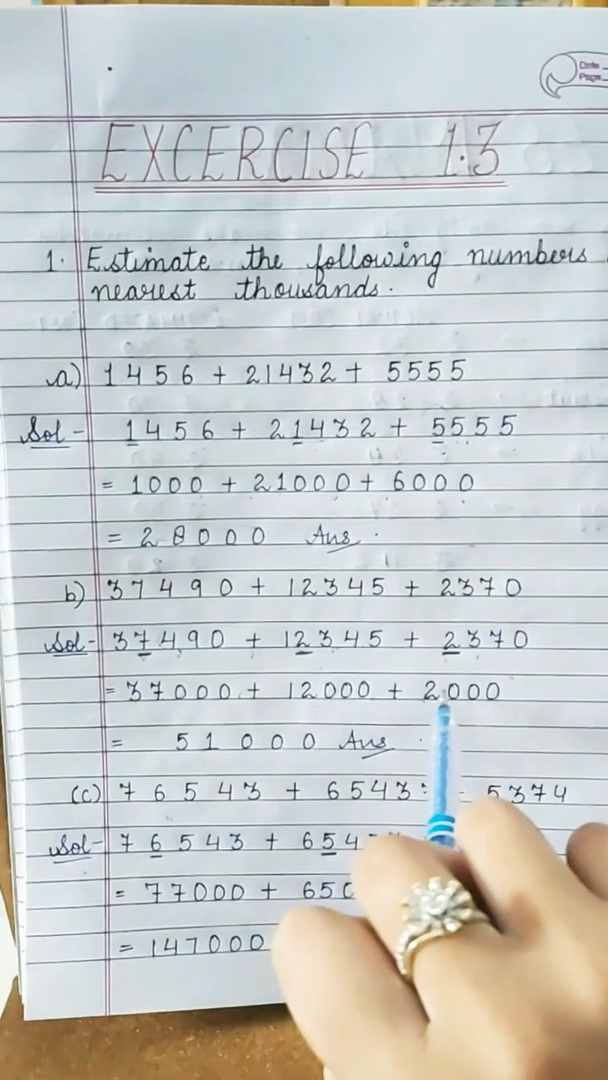 Date
Page
EXCERCISE 1.3
1. Estimate the following numbers
nearest thousands.
a) 1456 + 21432 + 5555
Sol - 1456 + 21432 + 5555
= 1000 + 21000 + 6000
= 28000 Ans.
b) 37490 + 12345 + 2370
Sol - 37490 + 12345 + 2370
= 37000 + 12000 + 2000
= 51000 Ans
(c) 76543 + 6543 5374
Sol - 76543 + 654
= 77000 + 650
= 147000